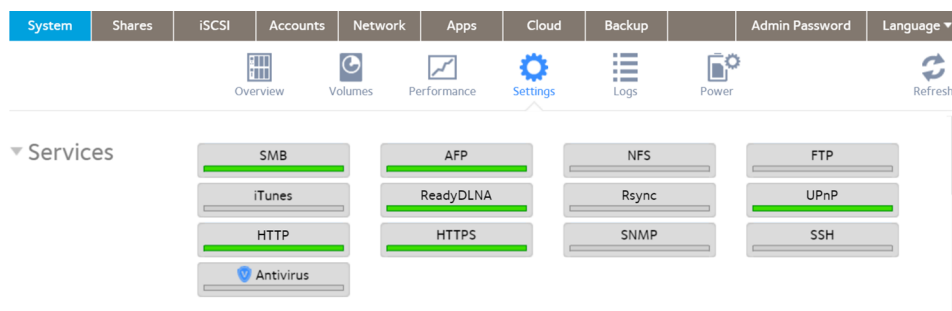 System Shares iSCSI Accounts Network Apps Cloud Backup Admin Password Language
Overview Volumes Performance Settings Logs Power Refresh
Services
SMB AFP NFS FTP
iTunes ReadyDLNA Rsync UPnP
HTTP HTTPS SNMP SSH
V Antivirus